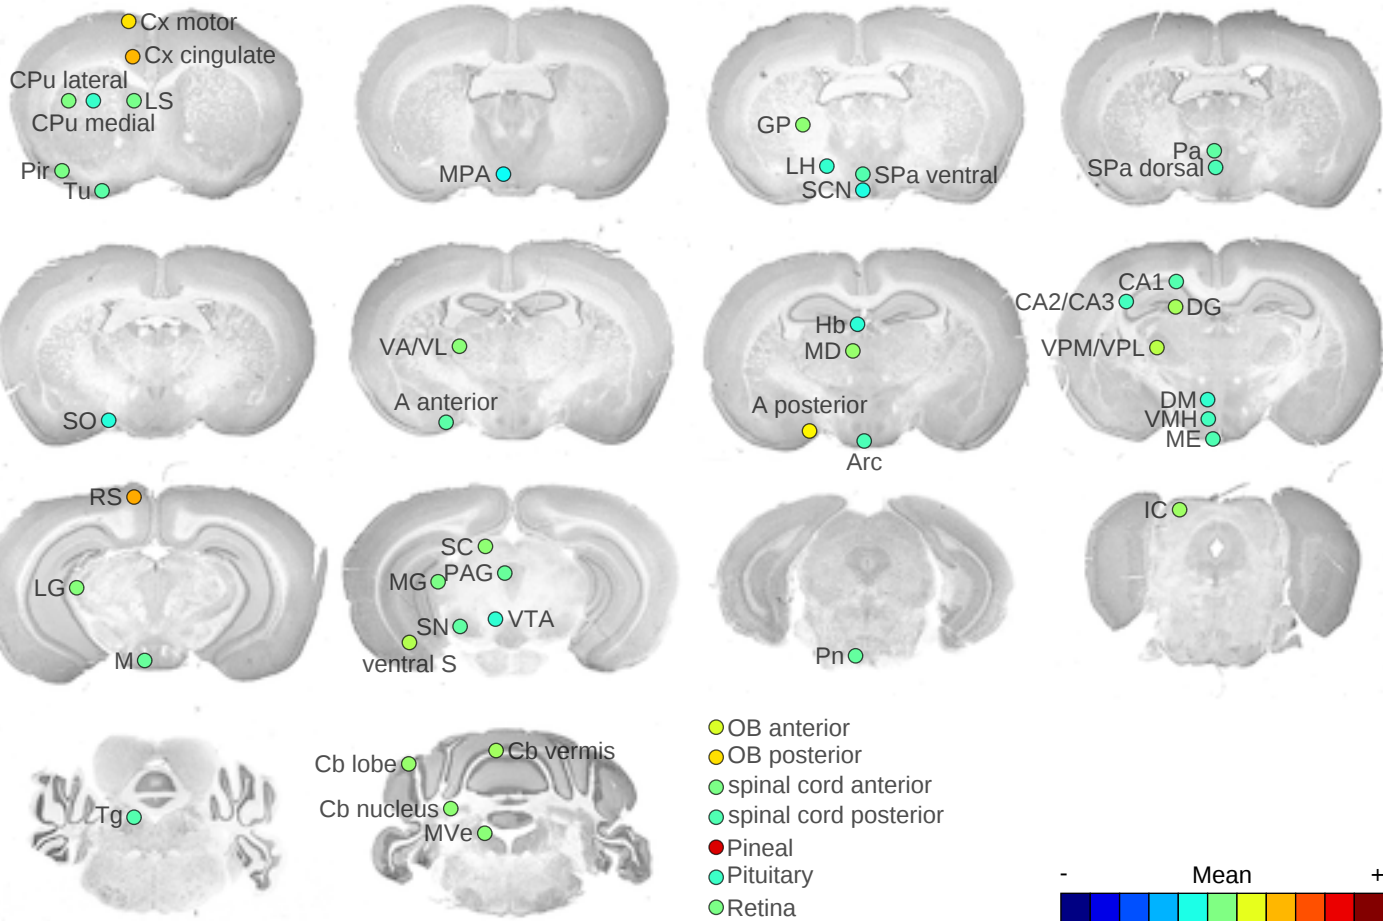 Cx motor
Cx cingulate
CPu lateral
LS
CPu medial
Pir
Tu
MPA
GP
LH
SPa ventral
SCN
Pa
SPa dorsal
SO
VA/VL
A anterior
Hb
MD
A posterior
Arc
CA1
CA2/CA3
DG
VPM/VPL
DM
VMH
ME
RS
LG
M
SC
PAG
MG
VTA
SN
ventral S
Pn
IC
Tg
Cb vermis
Cb lobe
Cb nucleus
MVe
OB anterior
OB posterior
spinal cord anterior
spinal cord posterior
Pineal
Pituitary
Retina
- Mean +